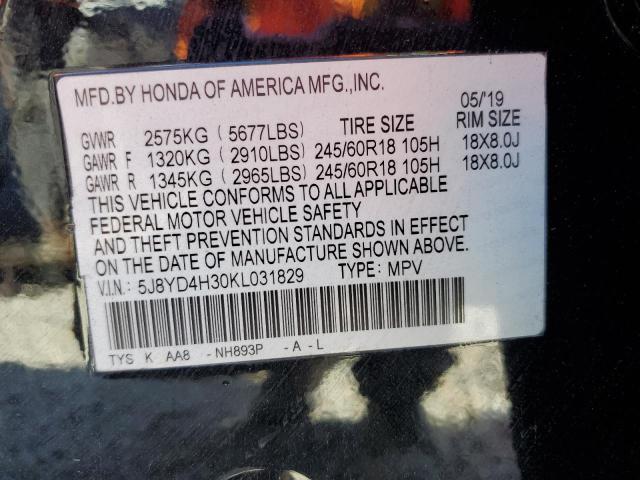 MFD.BY HONDA OF AMERICA MFG.,INC.
05/'19
GVWR 2575KG ( 5677LBS) TIRE SIZE RIM SIZE
GAWR F 1320KG ( 2910LBS) 245/60R18 105H 18X8.0J
GAWR R 1345KG ( 2965LBS) 245/60R18 105H 18X8.0J
THIS VEHICLE CONFORMS TO ALL APPLICABLE
FEDERAL MOTOR VEHICLE SAFETY
AND THEFT PREVENTION STANDARDS IN EFFECT
ON THE DATE OF MANUFACTURE SHOWN ABOVE.
V.I.N.: 5J8YD4H30KL031829 TYPE: MPV
TYS K AA8 -NH893P -A-L